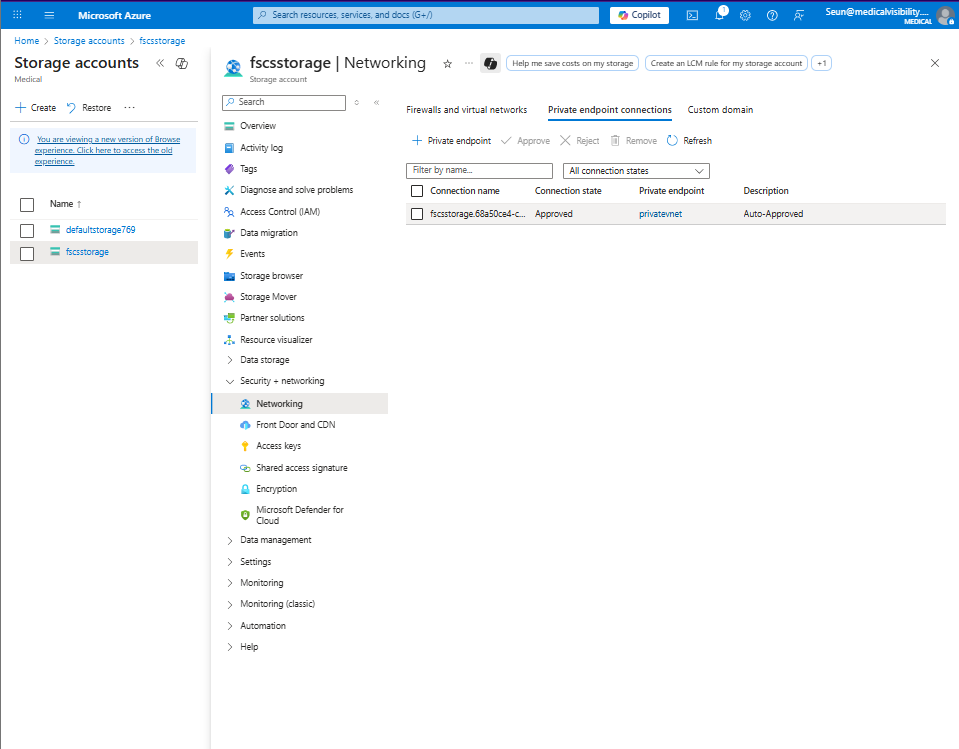 Microsoft Azure
Search resources, services, and docs (G+/)
Copilot
1
Seun@medicalvisibility....
MEDICAL
Home > Storage accounts > fscsstorage
Storage accounts
Medical
Create
Restore
You are viewing a new version of Browse
experience. Click here to access the old
experience.
Name ↑
defaultstorage769
fscsstorage
fscsstorage | Networking
Storage account
Help me save costs on my storage
Create an LCM rule for my storage account
+1
Search
Overview
Activity log
Tags
Diagnose and solve problems
Access Control (IAM)
Data migration
Events
Storage browser
Storage Mover
Partner solutions
Resource visualizer
Data storage
Security + networking
Networking
Front Door and CDN
Access keys
Shared access signature
Encryption
Microsoft Defender for
Cloud
Data management
Settings
Monitoring
Monitoring (classic)
Automation
Help
Firewalls and virtual networks
Private endpoint connections
Custom domain
Private endpoint
Approve
Reject
Remove
Refresh
Filter by name...
All connection states
Connection name
Connection state
Private endpoint
Description
fscsstorage.68a50ce4-c...
Approved
privatevnet
Auto-Approved